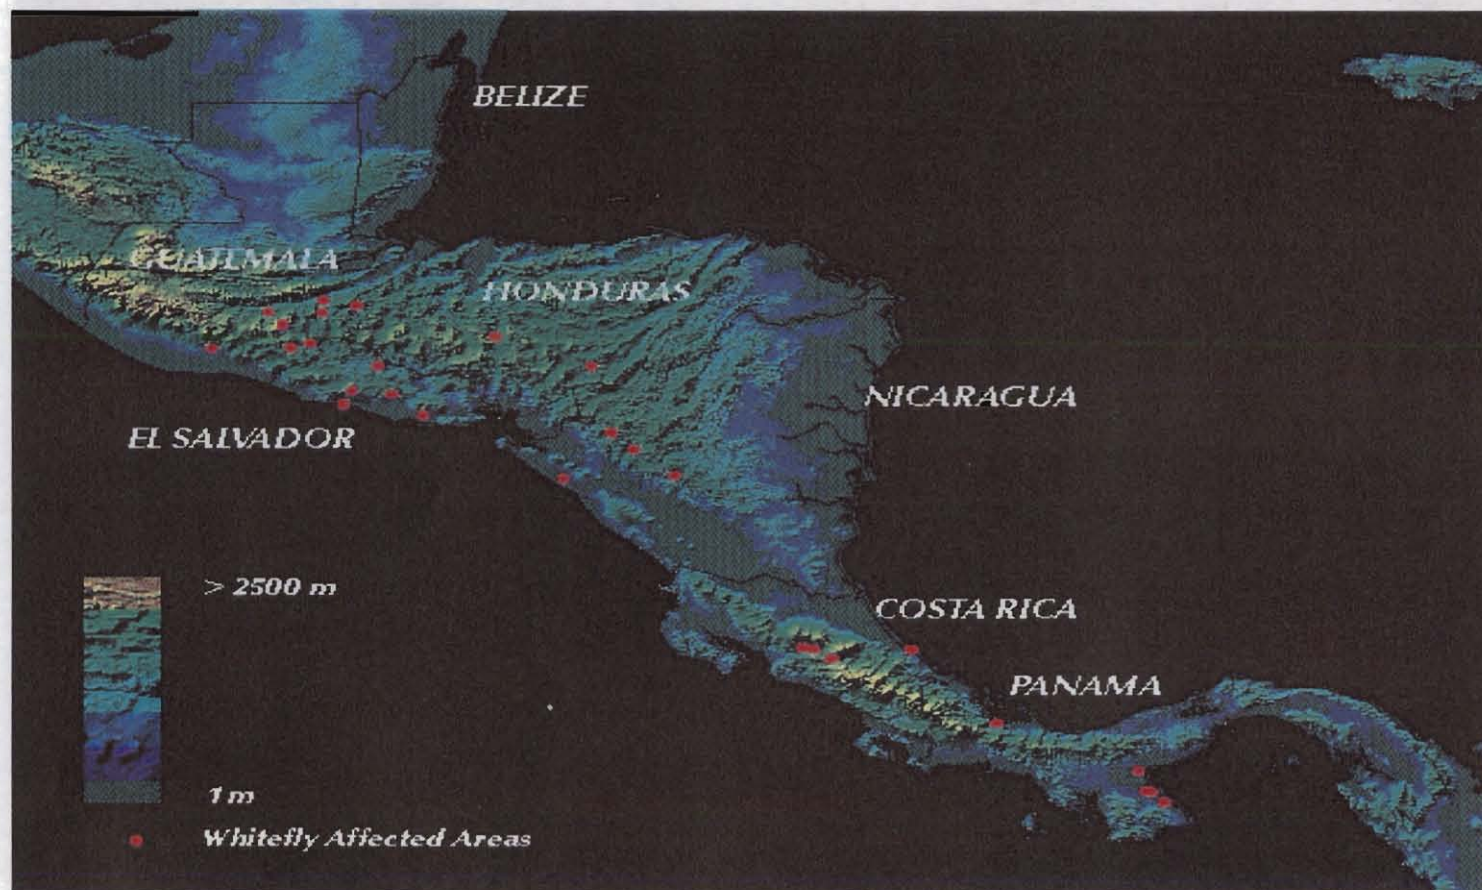 BELIZE
GUATEMALA
HONDURAS
NICARAGUA
EL SALVADOR
> 2500 m
COSTA RICA
PANAMA
1 m
Whitefly Affected Areas